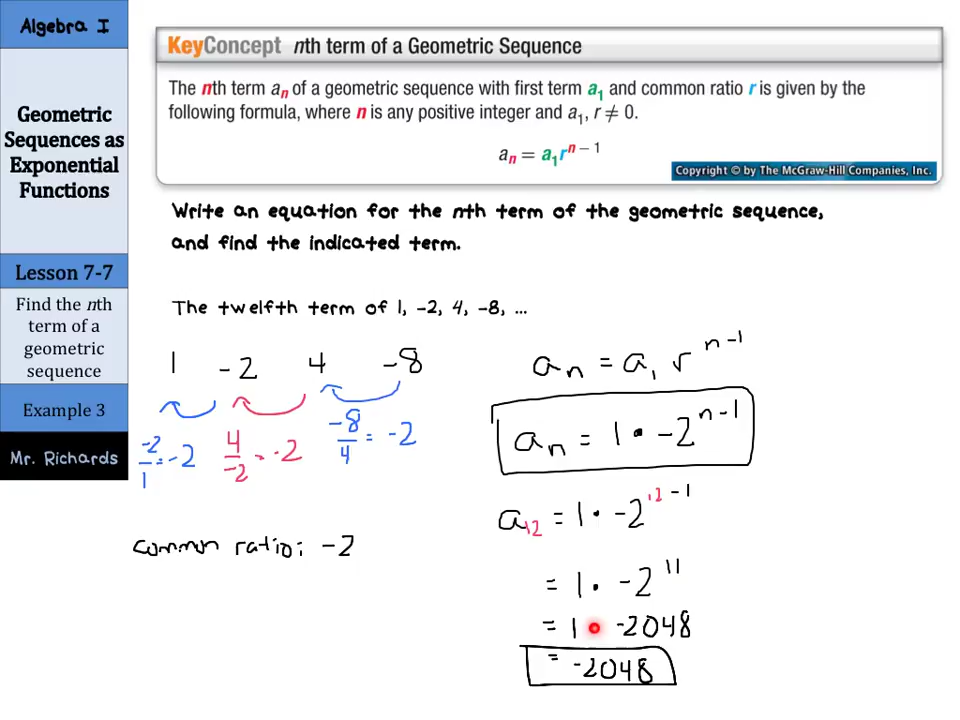 Algebra I
Geometric
Sequences as
Exponential
Functions
Lesson 7-7
Find the nth
term of a
geometric
sequence
Example 3
Mr. Richards
KeyConcept nth term of a Geometric Sequence
The nth term aₙ of a geometric sequence with first term a₁ and common ratio r is given by the
following formula, where n is any positive integer and a₁, r ≠ 0.
aₙ = a₁rⁿ⁻¹
Copyright © by The McGraw-Hill Companies, Inc.
Write an equation for the nth term of the geometric sequence,
and find the indicated term.
The twelfth term of 1, -2, 4, -8, ...
1 -2 4 -8
-2/1 = -2 4/-2 = -2 -8/4 = -2
common ratio: -2
aₙ = a₁ rⁿ⁻¹
aₙ = 1 • -2ⁿ⁻¹
a₁₂ = 1 • -2¹²⁻¹
= 1 • -2¹¹
= 1 • -2048
= -2048